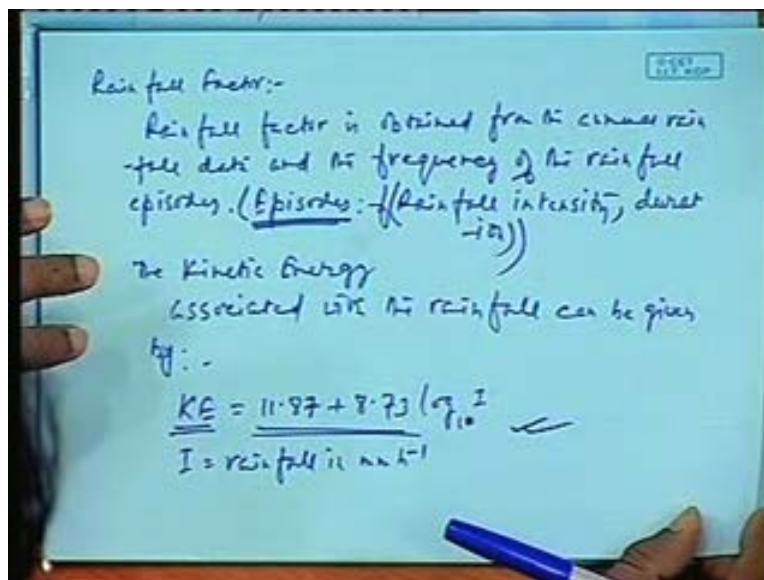 Rainfall Factor:-
Rainfall factor is obtained from the annual rain
-fall data and the frequency of the rainfall
episodes. (Episodes: f(Rainfall intensity, durat
-ion))
The Kinetic Energy
associated with the rainfall can be given
by:-
KE = 11.87 + 8.73 log10 I
I = rainfall in mm h-1